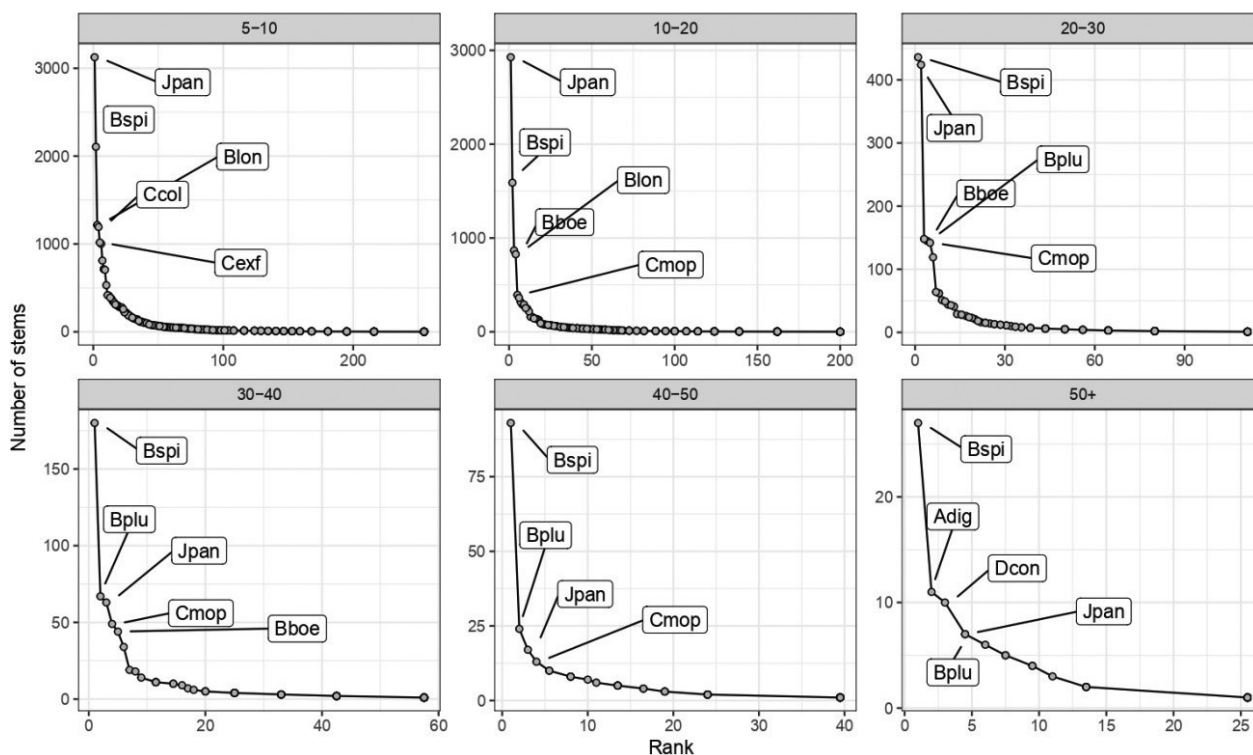 5−10
10−20
20−30
3000
2000
1000
0
Jpan
Bspi
Blon
Ccol
Cexf
0
100
200
3000
2000
1000
0
Jpan
Bspi
Blon
Bboe
Cmop
0
50
100
150
200
400
300
200
100
0
Bspi
Jpan
Bplu
Bboe
Cmop
0
30
60
90
Number of stems
30−40
40−50
50+
150
100
50
0
Bspi
Bplu
Jpan
Cmop
Bboe
0
20
40
60
75
50
25
0
Bspi
Bplu
Jpan
Cmop
0
10
20
30
40
20
10
0
Bspi
Adig
Dcon
Jpan
Bplu
0
5
10
15
20
25
Rank